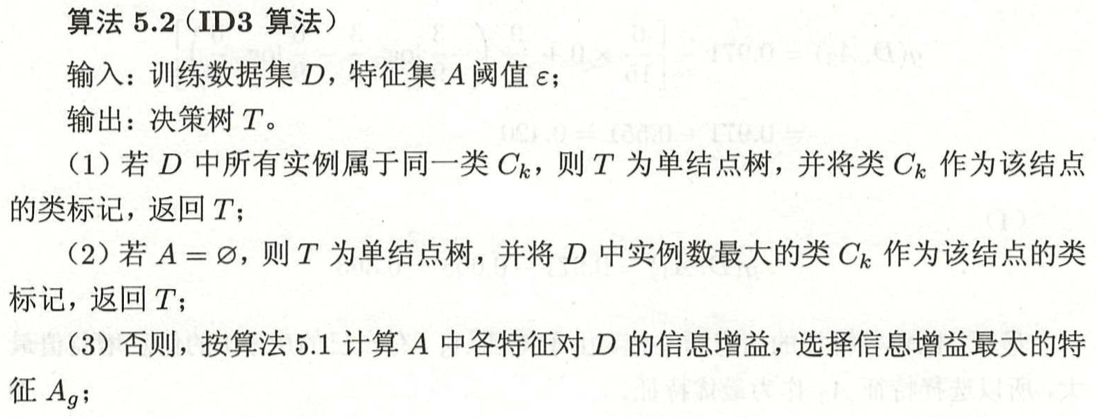 算法 5.2(ID3 算法)
输入:训练数据集 D,特征集 A 阈值 ε;
输出:决策树 T。
(1)若 D 中所有实例属于同一类 Cₖ,则 T 为单结点树,并将类 Cₖ 作为该结点
的类标记,返回 T;
(2)若 A = ∅,则 T 为单结点树,并将 D 中实例数最大的类 Cₖ 作为该结点的类
标记,返回 T;
(3)否则,按算法 5.1 计算 A 中各特征对 D 的信息增益,选择信息增益最大的特
征 A_g;